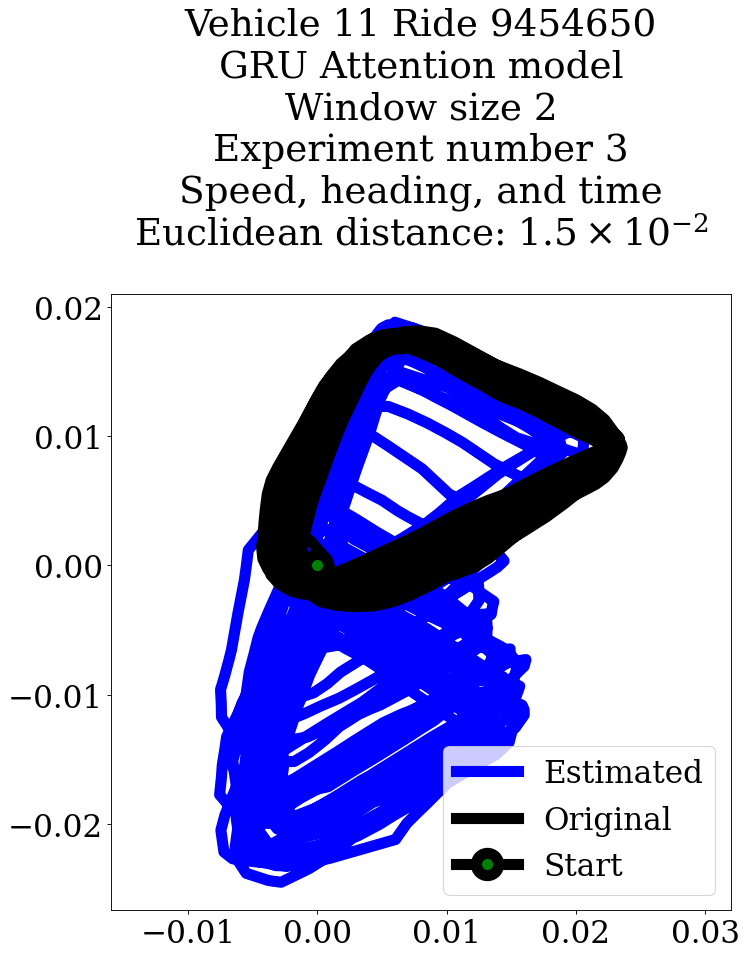 Vehicle 11 Ride 9454650
GRU Attention model
Window size 2
Experiment number 3
Speed, heading, and time
Euclidean distance: 1.5 × 10⁻²
0.02
0.01
0.00
−0.01
−0.02
Estimated
Original
Start
−0.01 0.00 0.01 0.02 0.03